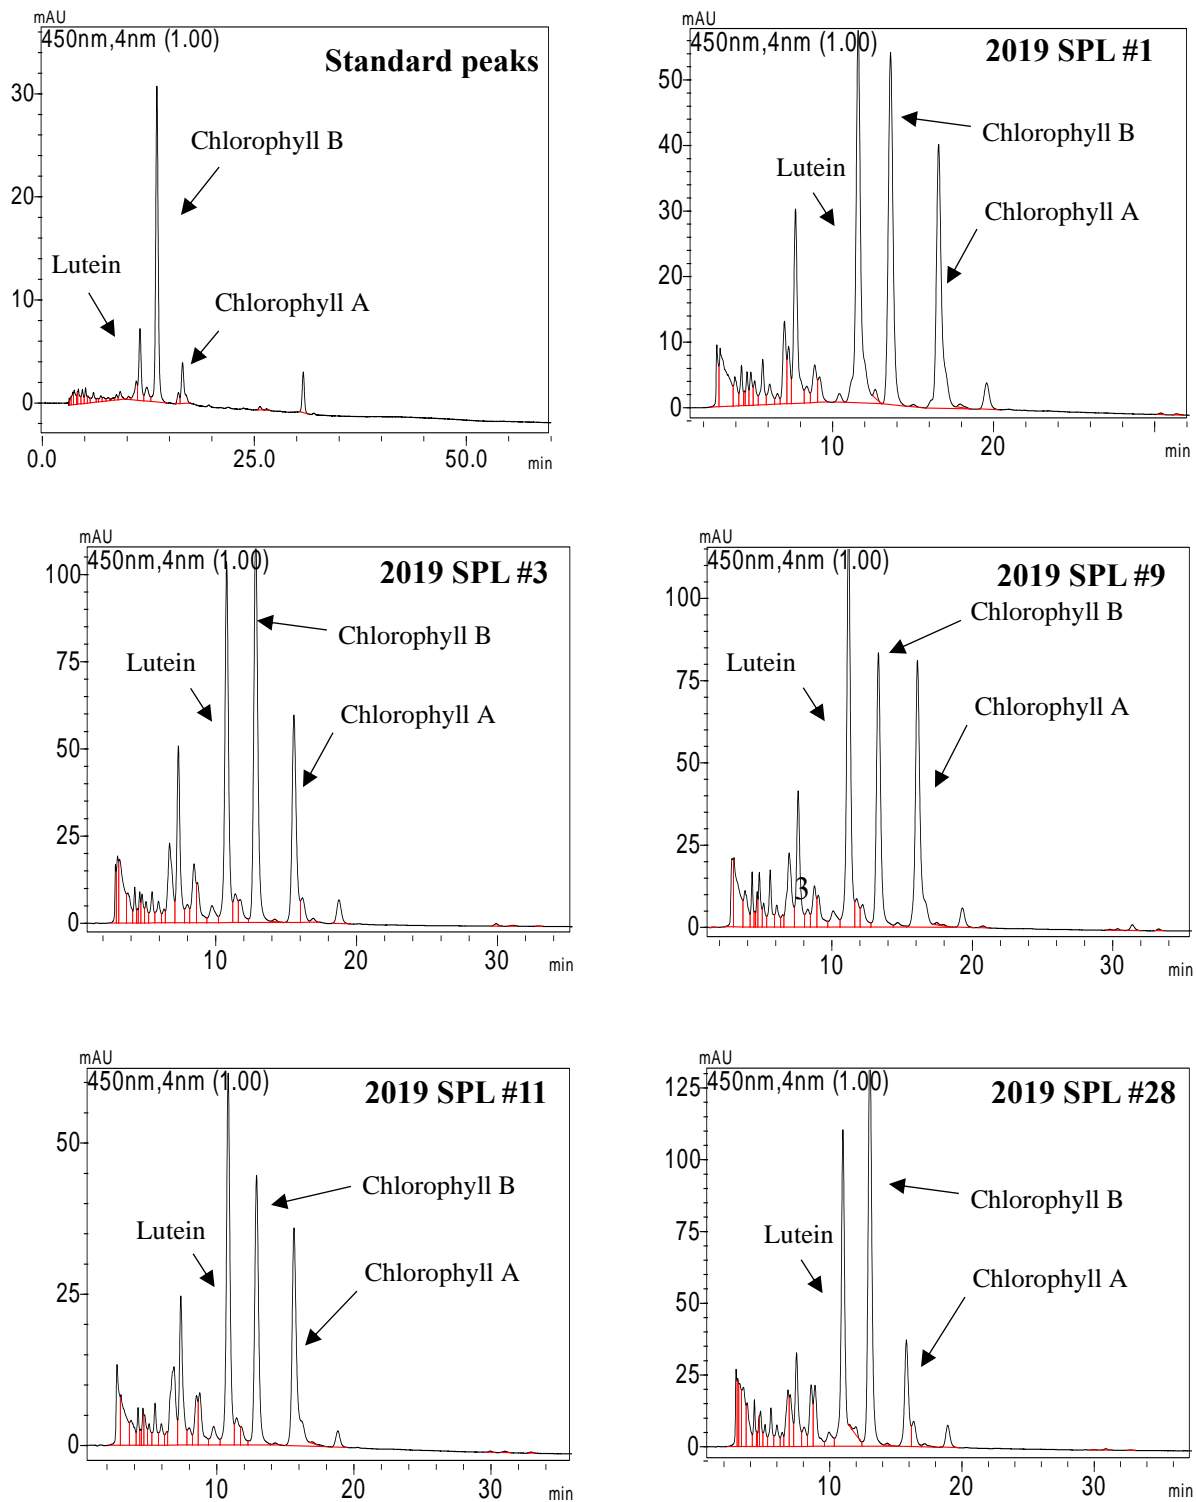 mAU
450nm,4nm (1.00)
Standard peaks
30
20
10
0
Chlorophyll B
Lutein
Chlorophyll A
0.0
25.0
50.0
min
mAU
450nm,4nm (1.00)
2019 SPL #1
50
40
30
20
10
0
Chlorophyll B
Lutein
Chlorophyll A
10
20
min
mAU
450nm,4nm (1.00)
2019 SPL #3
100
75
50
25
0
Chlorophyll B
Lutein
Chlorophyll A
10
20
30
min
mAU
450nm,4nm (1.00)
2019 SPL #9
100
75
50
25
0
Chlorophyll B
Lutein
Chlorophyll A
3
10
20
30
min
mAU
450nm,4nm (1.00)
2019 SPL #11
50
25
0
Chlorophyll B
Lutein
Chlorophyll A
10
20
30
min
mAU
450nm,4nm (1.00)
2019 SPL #28
125
100
75
50
25
0
Chlorophyll B
Lutein
Chlorophyll A
10
20
30
min